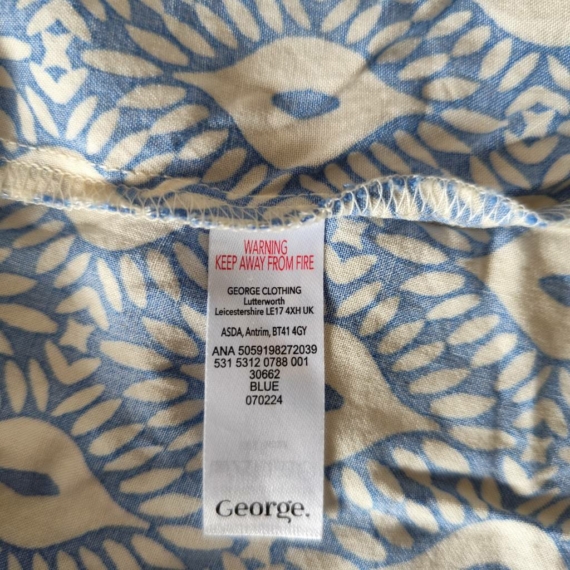 WARNING
KEEP AWAY FROM FIRE
GEORGE CLOTHING
Lutterworth
Leicestershire LE17 4XH UK
ASDA, Antrim, BT41 4GY
ANA 5059198272039
531 5312 0788 001
30662
BLUE
070224
George.